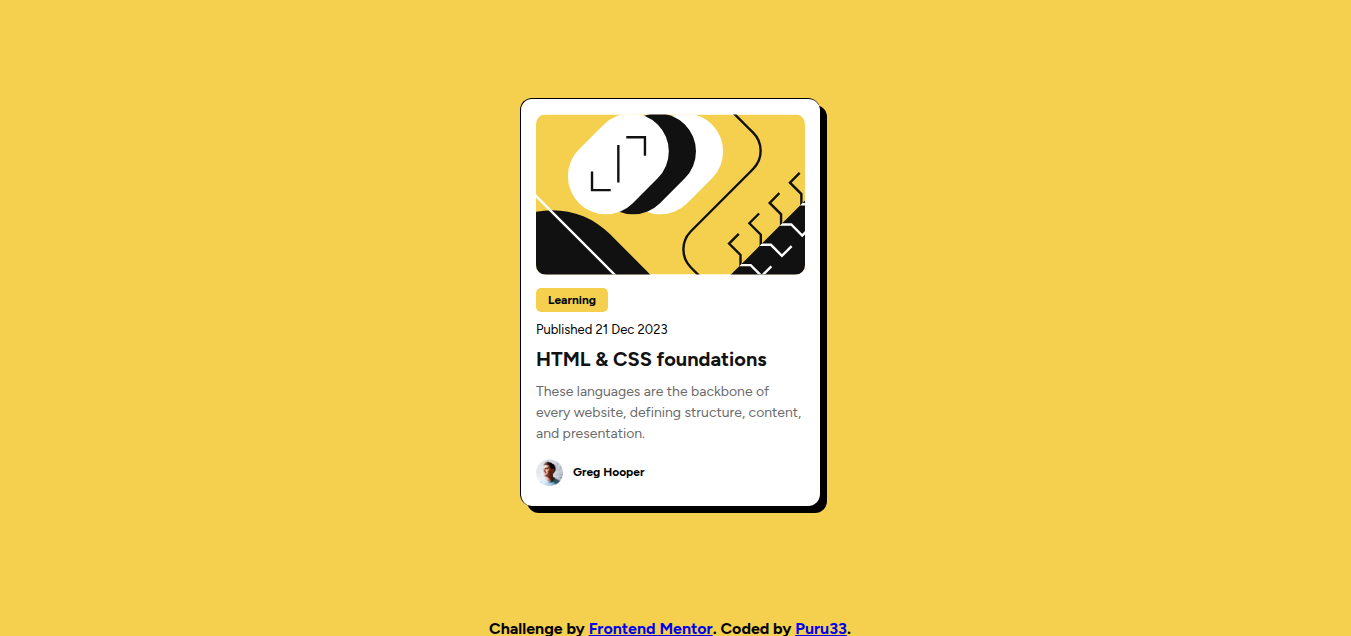 Learning
Published 21 Dec 2023
HTML & CSS foundations
These languages are the backbone of
every website, defining structure, content,
and presentation.
Greg Hooper
Challenge by Frontend Mentor. Coded by Puru33.